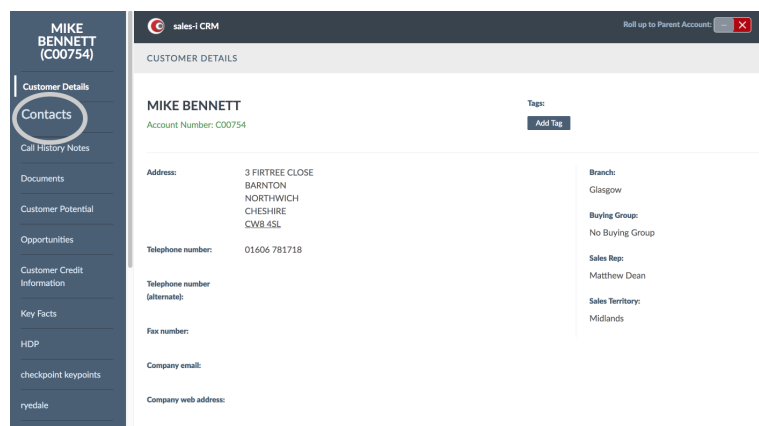 MIKE
BENNETT
(C00754)
Customer Details
Contacts
Call History Notes
Documents
Customer Potential
Opportunities
Customer Credit
Information
Key Facts
HDP
checkpoint keypoints
ryedale
sales-i CRM
Roll up to Parent Account:
CUSTOMER DETAILS
MIKE BENNETT
Account Number: C00754
Tags:
Add Tag
Address:
3 FIRTREE CLOSE
BARNTON
NORTHWICH
CHESHIRE
CW8 4SL
Telephone number:
01606 781718
Telephone number
(alternate):
Fax number:
Company email:
Company web address:
Branch:
Glasgow
Buying Group:
No Buying Group
Sales Rep:
Matthew Dean
Sales Territory:
Midlands